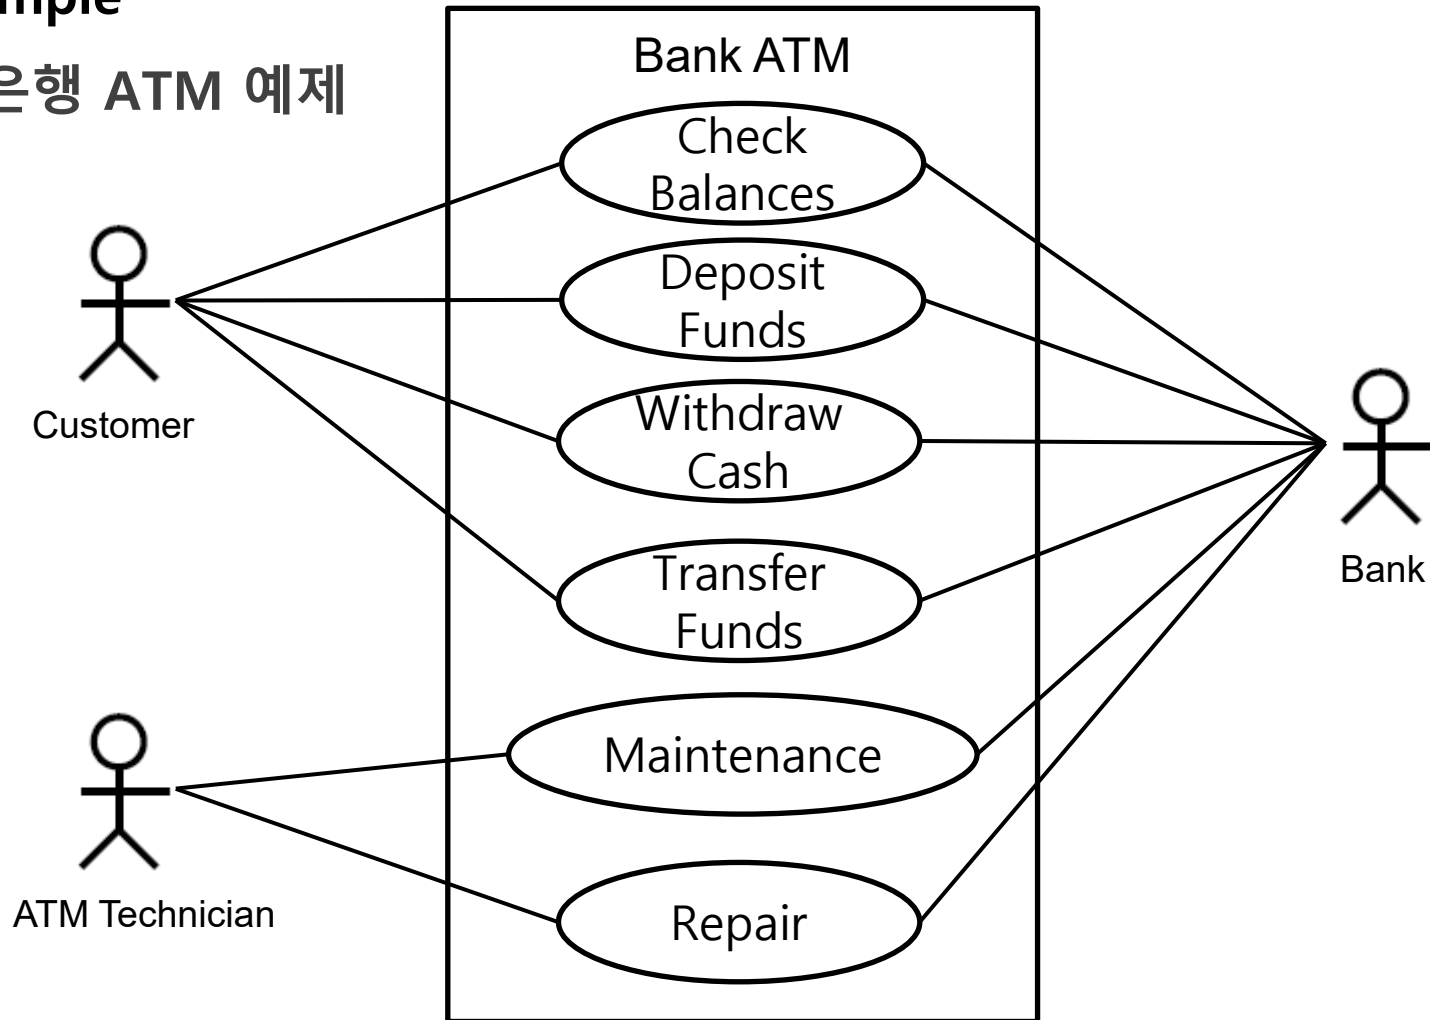 mple
은행 ATM 예제
Bank ATM
Check
Balances
Deposit
Funds
Withdraw
Cash
Transfer
Funds
Maintenance
Repair
Customer
ATM Technician
Bank